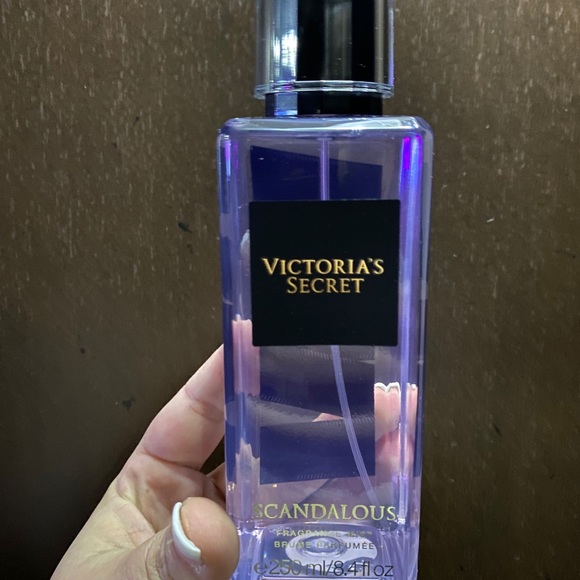 VICTORIA'S
SECRET
SCANDALOUS
FRAGRANCE MIST
BRUME PARFUMÉE
e 250 ml/8.4 fl oz